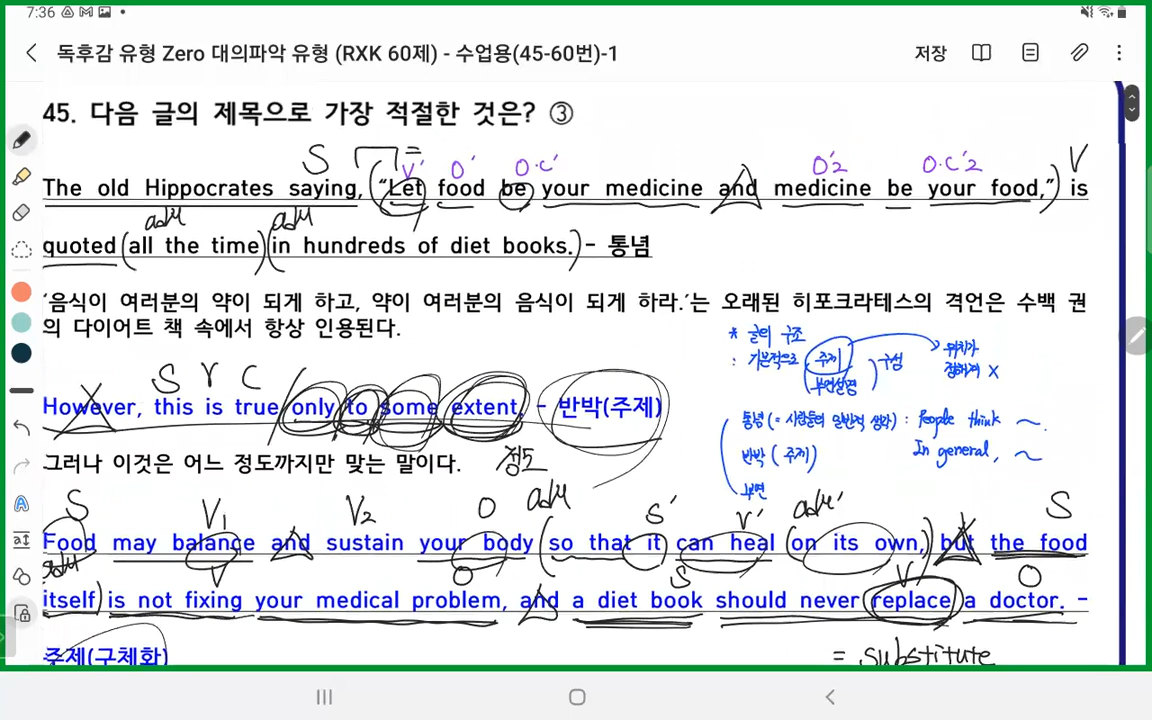 7:36
독후감 유형 Zero 대의파악 유형 (RXK 60제) - 수업용(45-60번)-1
저장
45. 다음 글의 제목으로 가장 적절한 것은? ③
S = V' O' O·C' O'2 O.C'2 V
The old Hippocrates saying, ("Let food be your medicine and medicine be your food,") is
adv adv
quoted (all the time) (in hundreds of diet books.) - 통념
'음식이 여러분의 약이 되게 하고, 약이 여러분의 음식이 되게 하라.'는 오래된 히포크라테스의 격언은 수백 권
의 다이어트 책 속에서 항상 인용된다.
* 글의 구조
: 기본적으로 주제 부연설명 구성
위치가
정해져 X
S V C
However, this is true only to some extent, - 반박(주제)
통념 (= 사람들의 일반적 생각) : People think ~.
In general, ~
반박 (주제)
부연
그러나 이것은 어느 정도까지만 맞는 말이다. 정도
S V1 V2 O adv S' V' adv' S
Food may balance and sustain your body (so that it can heal (on its own,) but the food
adv V O S V O
itself) is not fixing your medical problem, and a diet book should never replace a doctor. -
주제(구체화)
= substitute